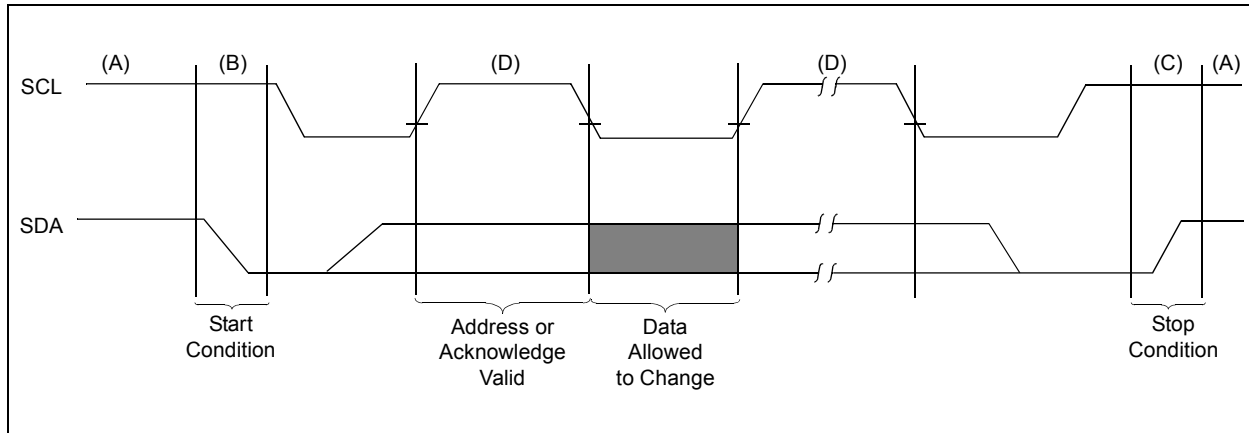 (A) (B) (D) (D) (C) (A)
SCL
SDA
Start
Condition
Address or
Acknowledge
Valid
Data
Allowed
to Change
Stop
Condition